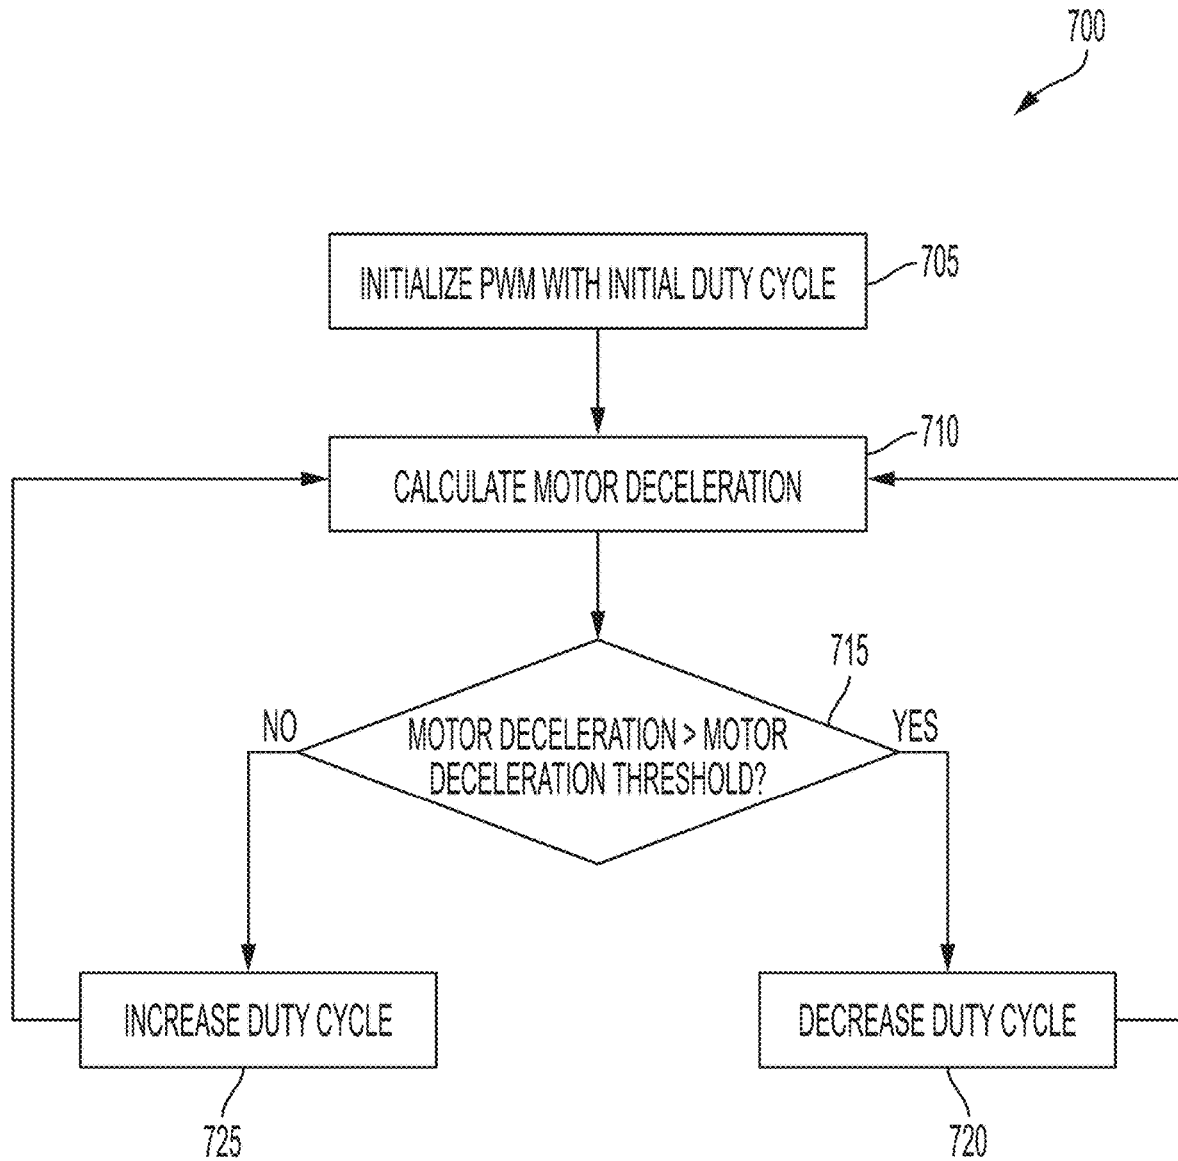 700
INITIALIZE PWM WITH INITIAL DUTY CYCLE
705
710
CALCULATE MOTOR DECELERATION
715
NO
YES
MOTOR DECELERATION > MOTOR
DECELERATION THRESHOLD?
INCREASE DUTY CYCLE
DECREASE DUTY CYCLE
725
720